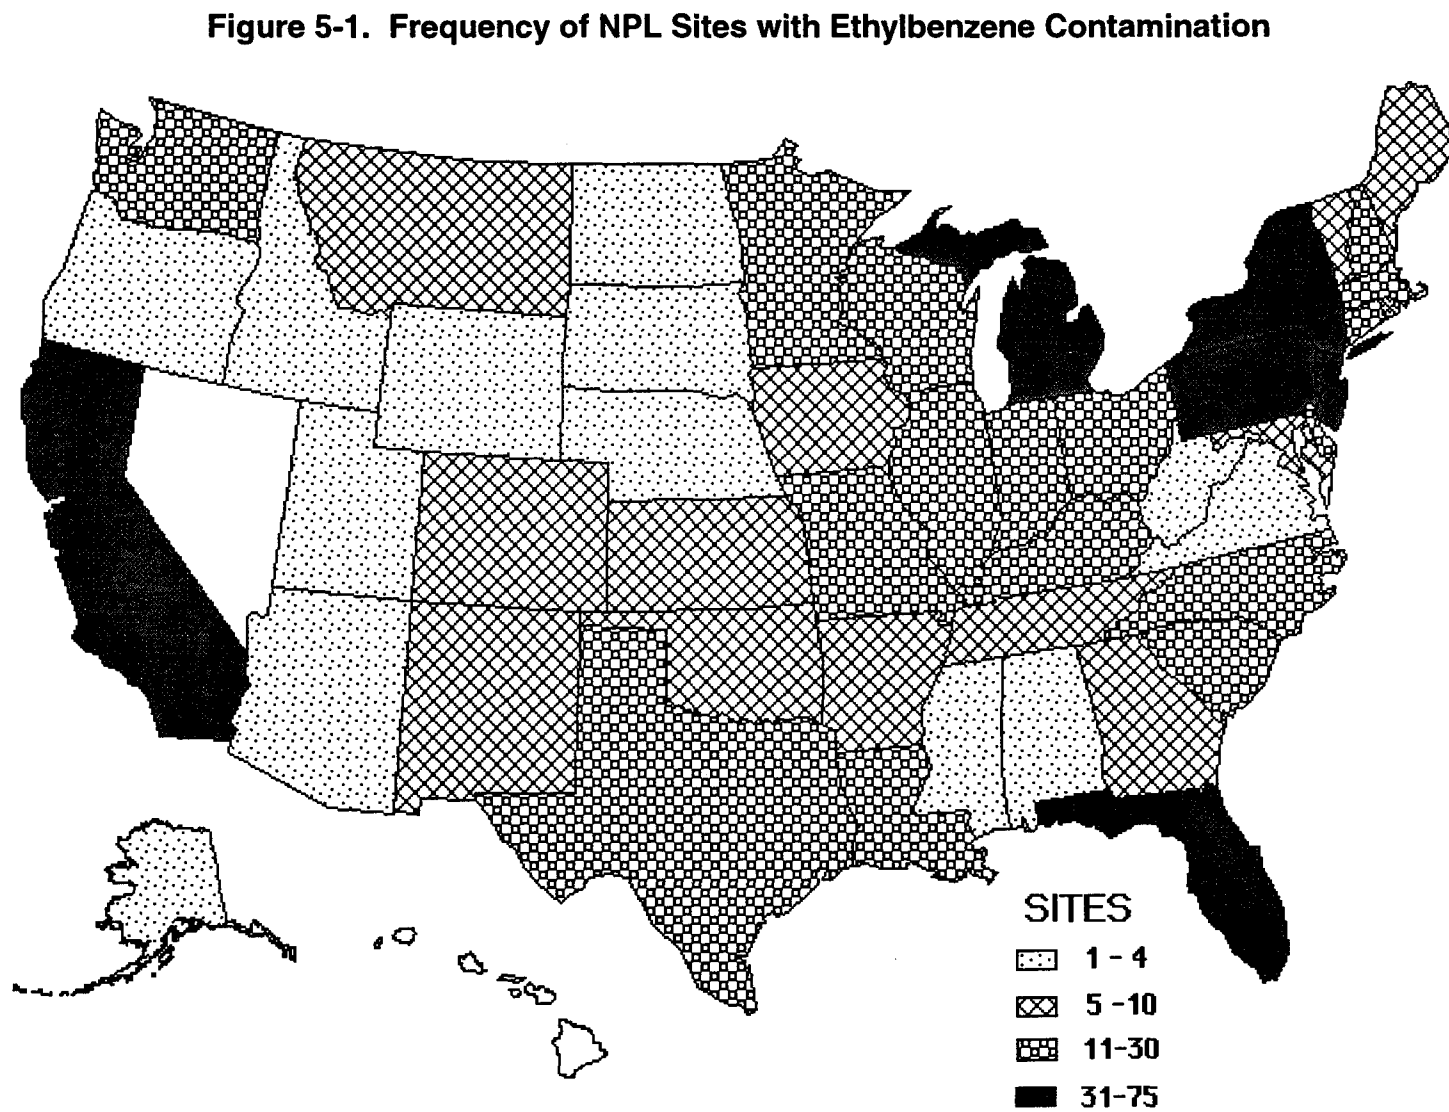 Figure 5-1. Frequency of NPL Sites with Ethylbenzene Contamination
SITES
1 - 4
5 -10
11-30
31-75